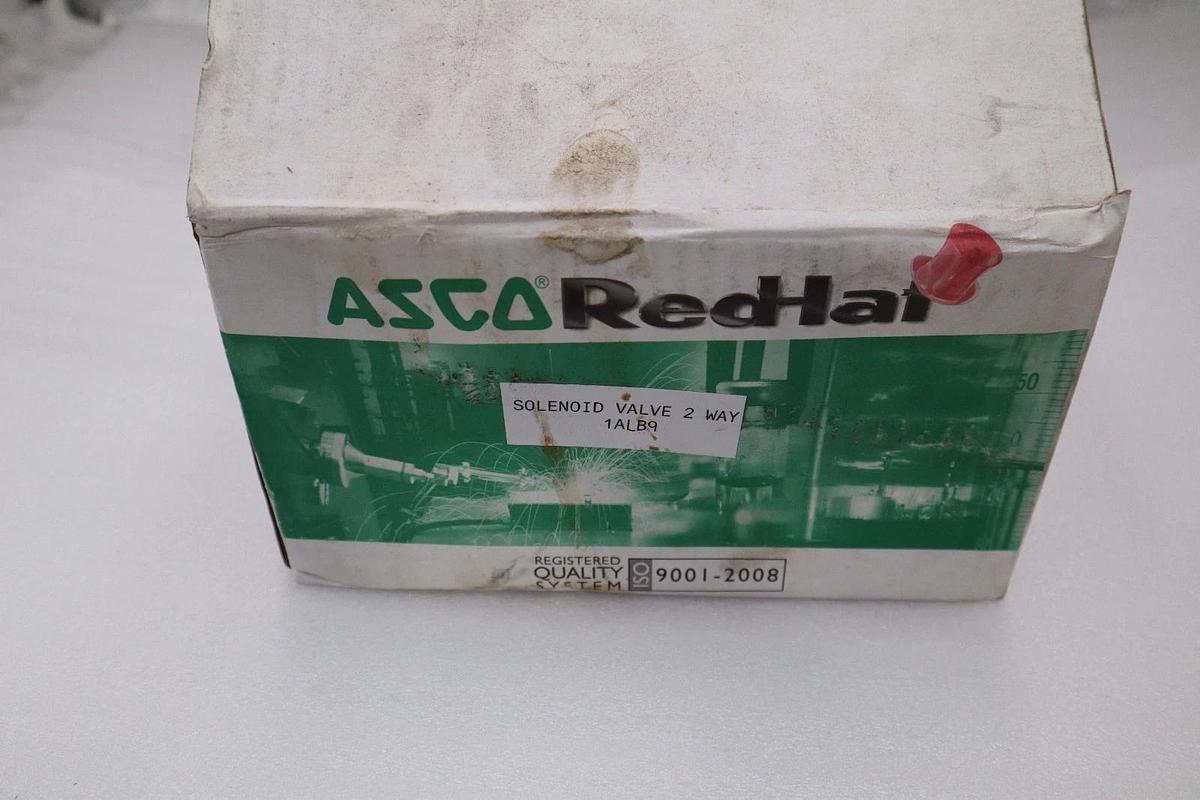 ASCO® RedHat
50
SOLENOID VALVE 2 WAY
1ALB9
REGISTERED
QUALITY
SYSTEM
ISO 9001-2008